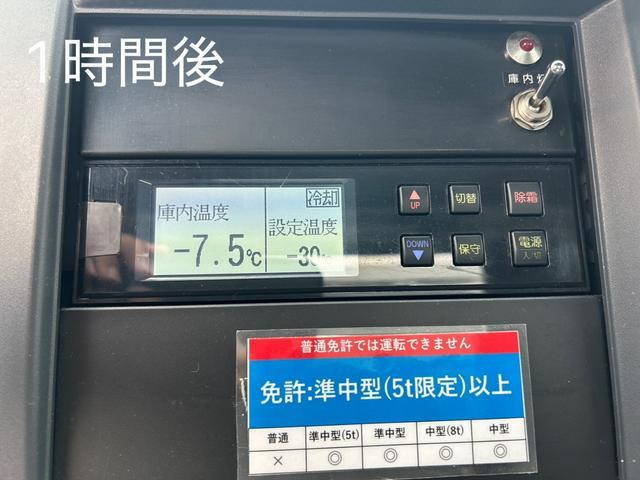 1時間後
庫内灯
冷却
庫内温度
設定温度
-7.5℃
-30
UP
切替
除霜
DOWN
保守
電源
入 切
普通免許では運転できません
免許:準中型(5t限定)以上
普通 準中型(5t) 準中型 中型(8t) 中型
× ◎ ◎ ◎ ◎